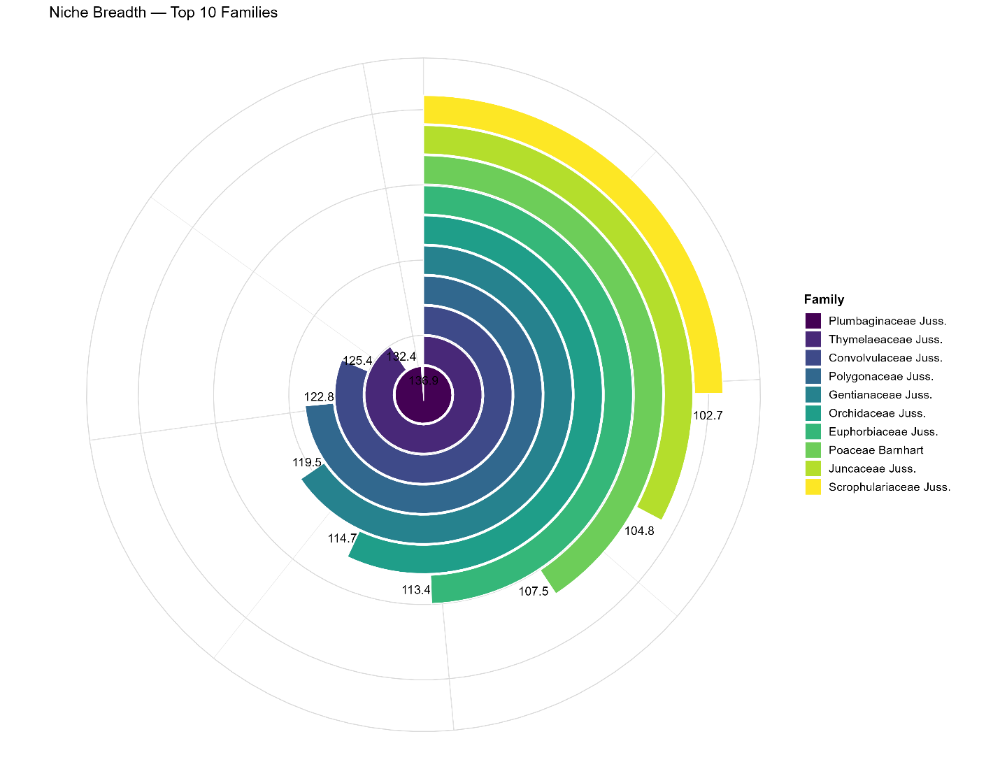 Niche Breadth — Top 10 Families
132.4
125.4
136.9
122.8
102.7
119.5
104.8
114.7
113.4
107.5
Family
Plumbaginaceae Juss.
Thymelaeaceae Juss.
Convolvulaceae Juss.
Polygonaceae Juss.
Gentianaceae Juss.
Orchidaceae Juss.
Euphorbiaceae Juss.
Poaceae Barnhart
Juncaceae Juss.
Scrophulariaceae Juss.